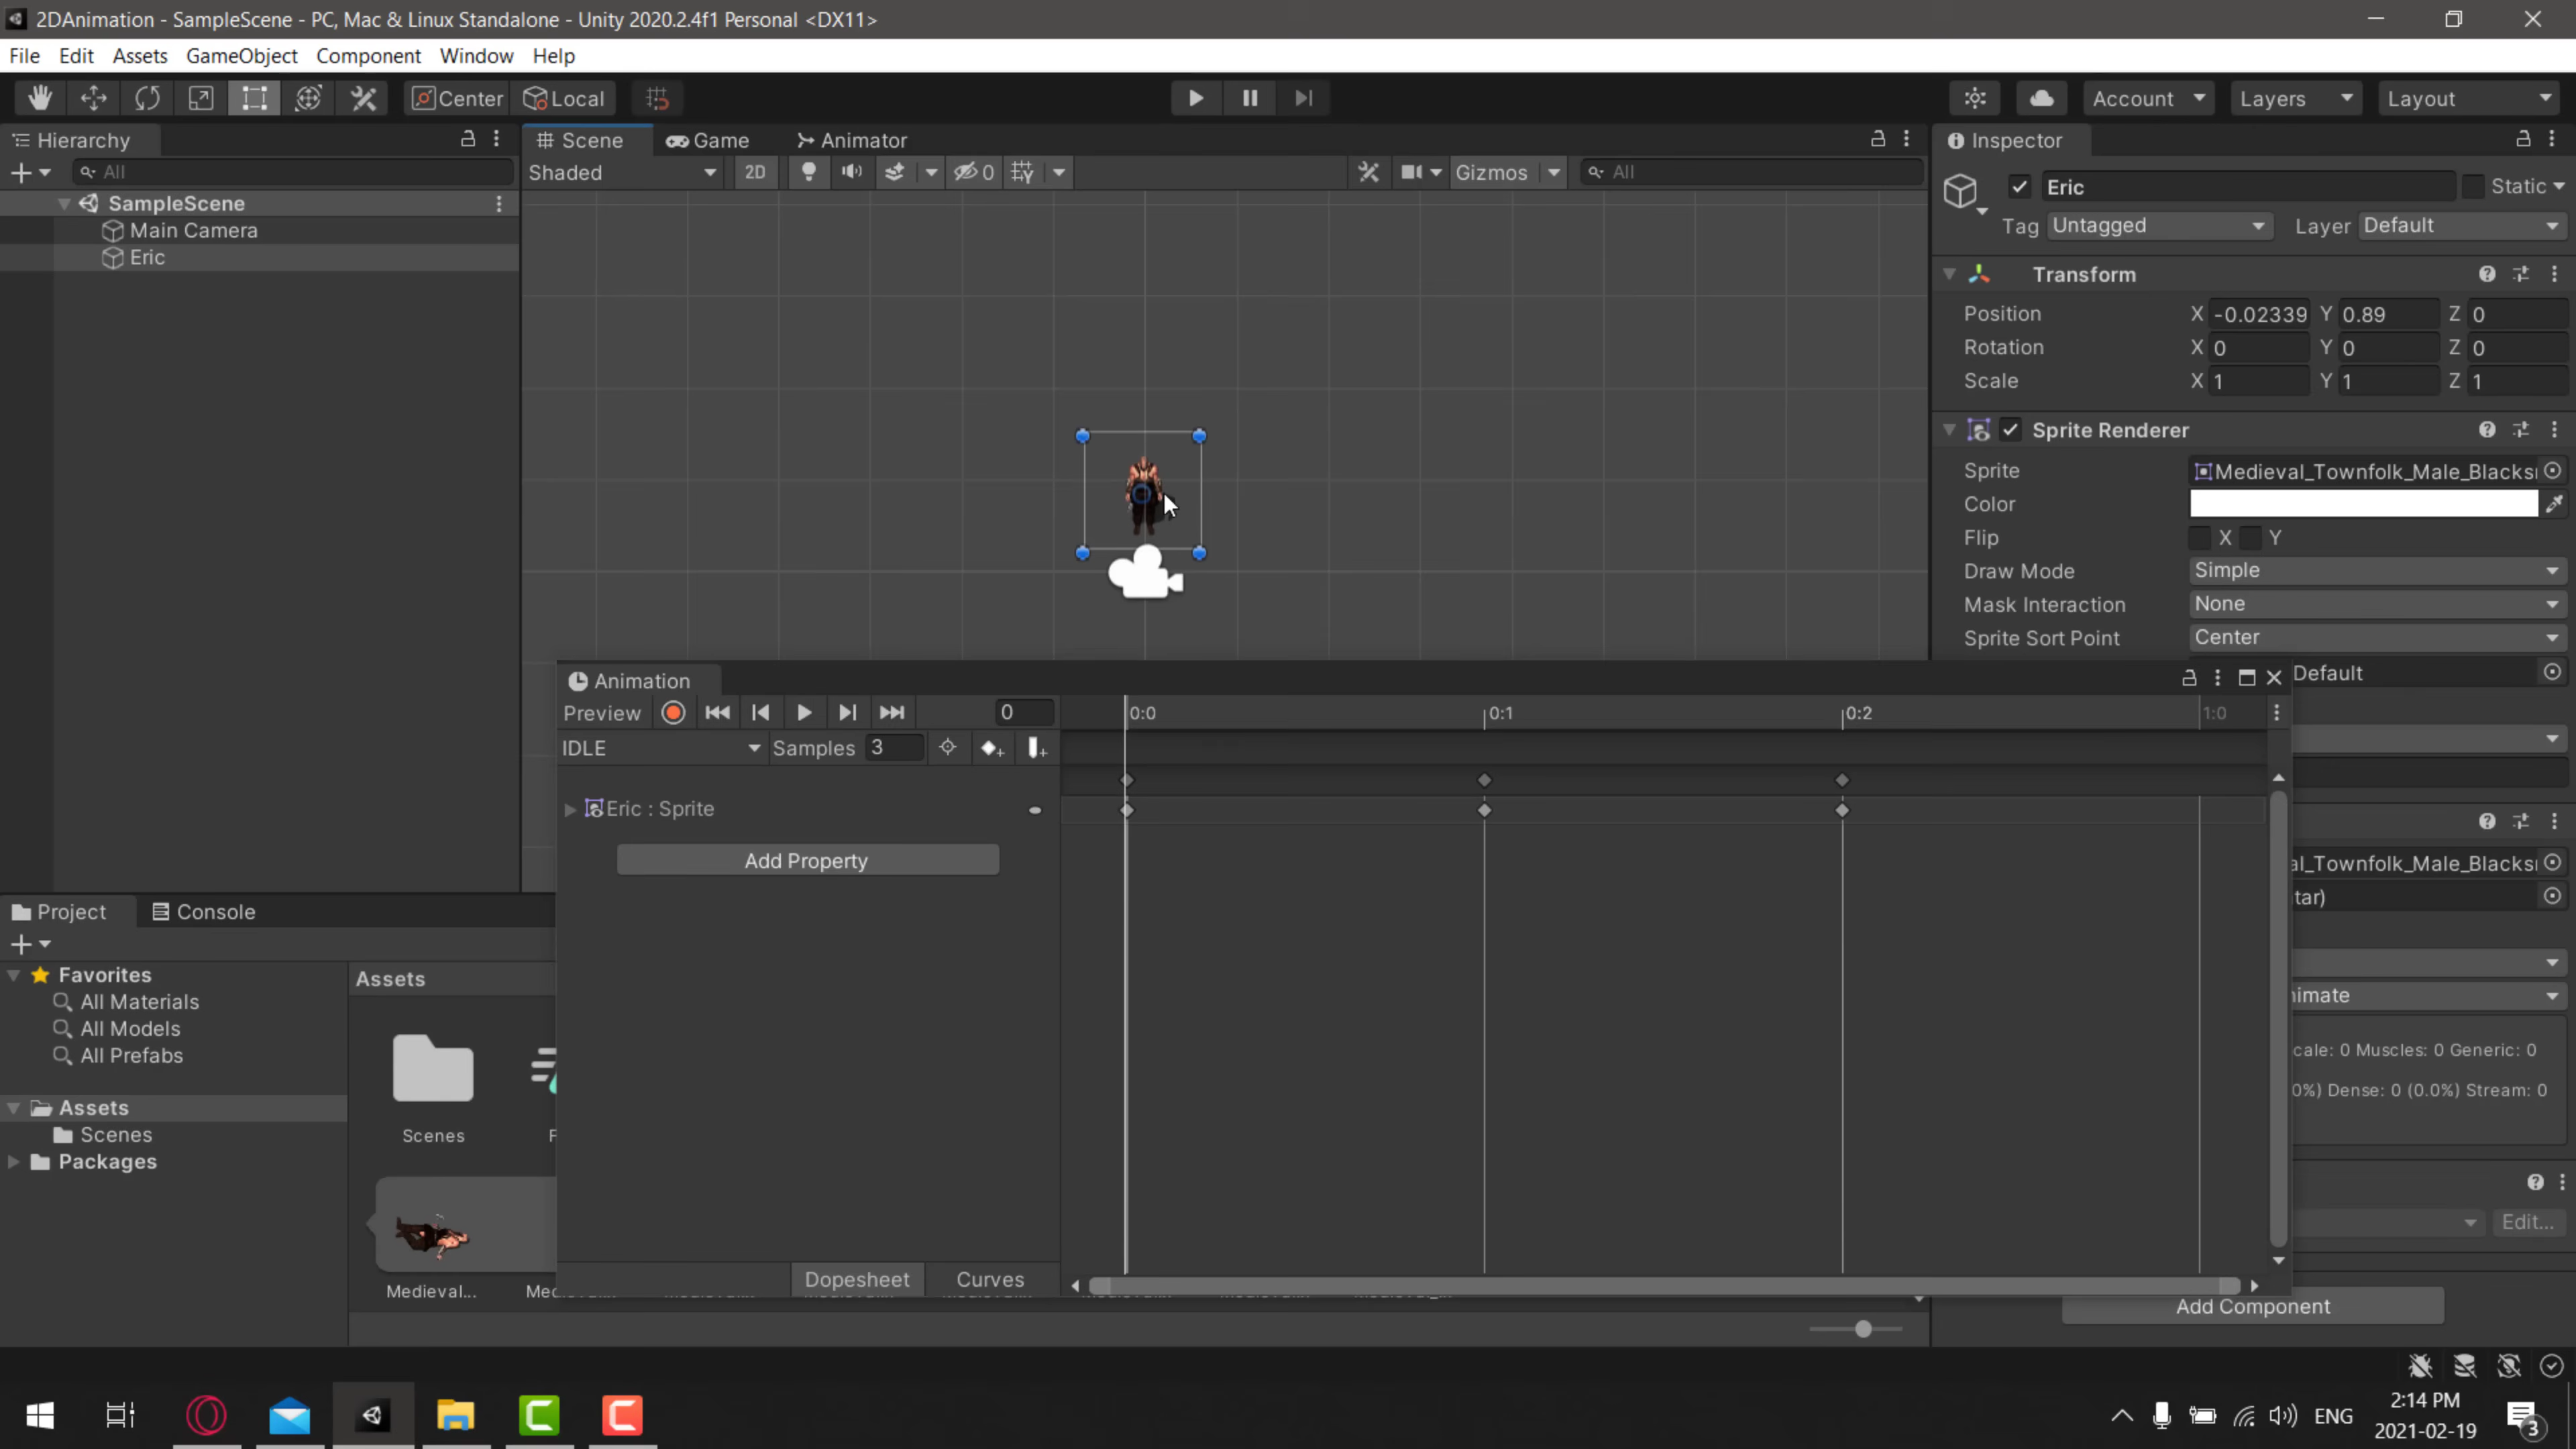 2DAnimation - SampleScene - PC, Mac & Linux Standalone - Unity 2020.2.4f1 Personal <DX11>
File Edit Assets GameObject Component Window Help
Center Local Account Layers Layout
Hierarchy
All
SampleScene
Main Camera
Eric
Scene Game Animator
Shaded 2D 0 Gizmos All
Inspector
Eric Static
Tag Untagged Layer Default
Transform
Position X -0.02339 Y 0.89 Z 0
Rotation X 0 Y 0 Z 0
Scale X 1 Y 1 Z 1
Sprite Renderer
Sprite Medieval_Townfolk_Male_Blacks
Color
Flip X Y
Draw Mode Simple
Mask Interaction None
Sprite Sort Point Center
Default
al_Townfolk_Male_Blacks
tar)
imate
cale: 0 Muscles: 0 Generic: 0
0%) Dense: 0 (0.0%) Stream: 0
Edit...
Add Component
Animation
Preview 0 0:0 0:1 0:2 1:0
IDLE Samples 3
Eric : Sprite
Add Property
Dopesheet Curves
Project Console
Favorites
All Materials
All Models
All Prefabs
Assets
Scenes
Packages
Assets
Scenes
Medieval...
ENG
2:14 PM
2021-02-19
3